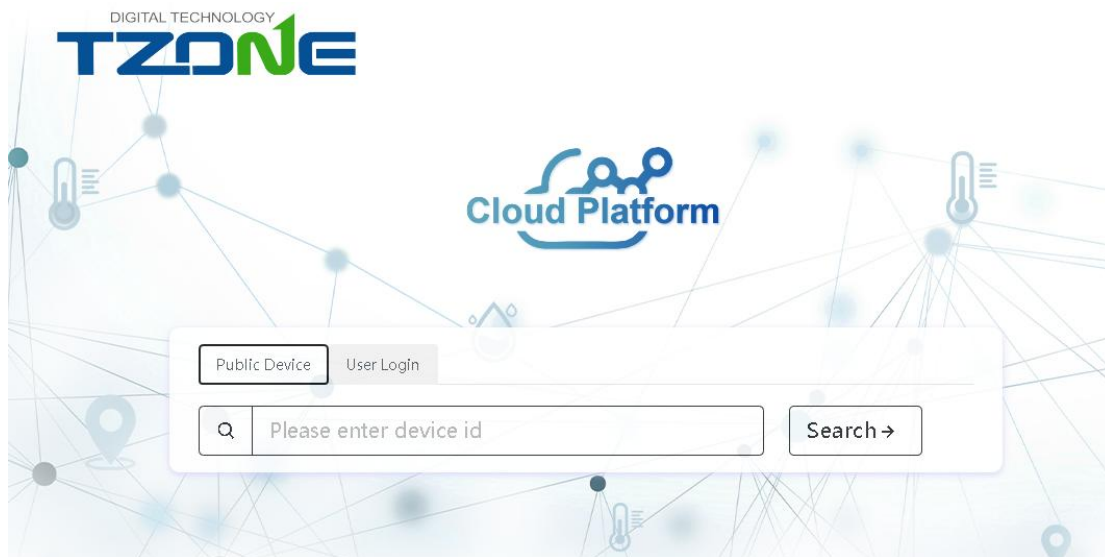 DIGITAL TECHNOLOGY
TZONE
Cloud Platform
Public Device
User Login
Please enter device id
Search→